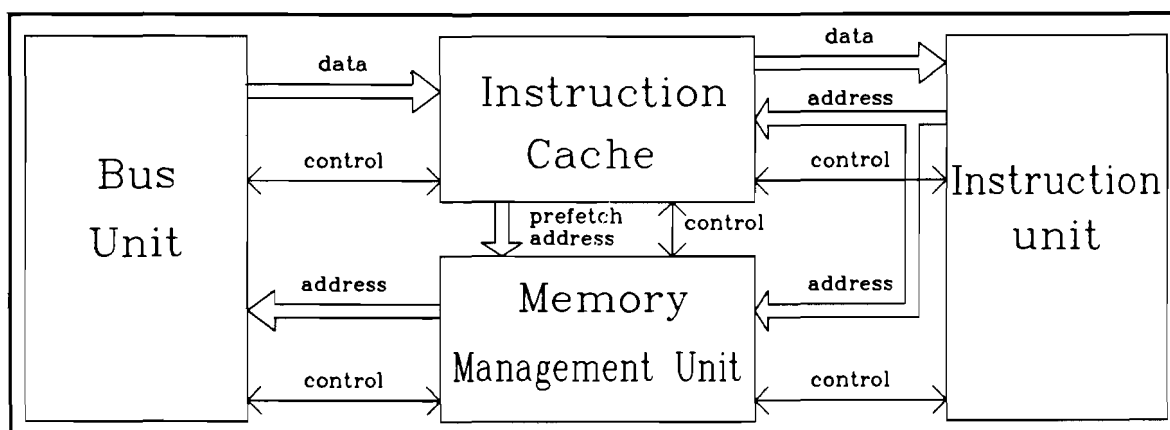 Bus
Unit
data
control
address
control
Instruction
Cache
prefetch
address
control
Memory
Management Unit
data
address
control
address
control
Instruction
unit